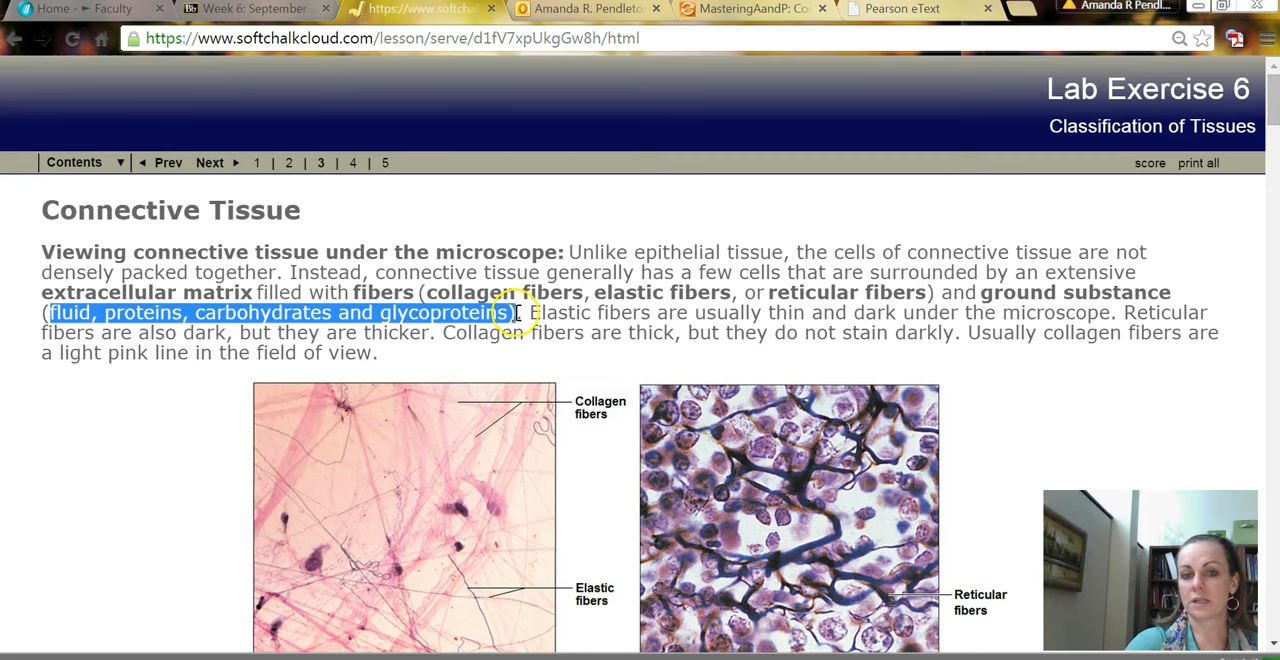 Home - ► Faculty
Week 6: September
https://www.softcha
Amanda R. Pendleto
MasteringAandP: Co
Pearson eText
Amanda R Pendl...
https://www.softchalkcloud.com/lesson/serve/d1fV7xpUkgGw8h/html
Lab Exercise 6
Classification of Tissues
Contents ▼ ◄ Prev Next ► 1 | 2 | 3 | 4 | 5
score print all
Connective Tissue
Viewing connective tissue under the microscope: Unlike epithelial tissue, the cells of connective tissue are not
densely packed together. Instead, connective tissue generally has a few cells that are surrounded by an extensive
extracellular matrix filled with fibers (collagen fibers, elastic fibers, or reticular fibers) and ground substance
(fluid, proteins, carbohydrates and glycoproteins). Elastic fibers are usually thin and dark under the microscope. Reticular
fibers are also dark, but they are thicker. Collagen fibers are thick, but they do not stain darkly. Usually collagen fibers are
a light pink line in the field of view.
Collagen
fibers
Elastic
fibers
Reticular
fibers